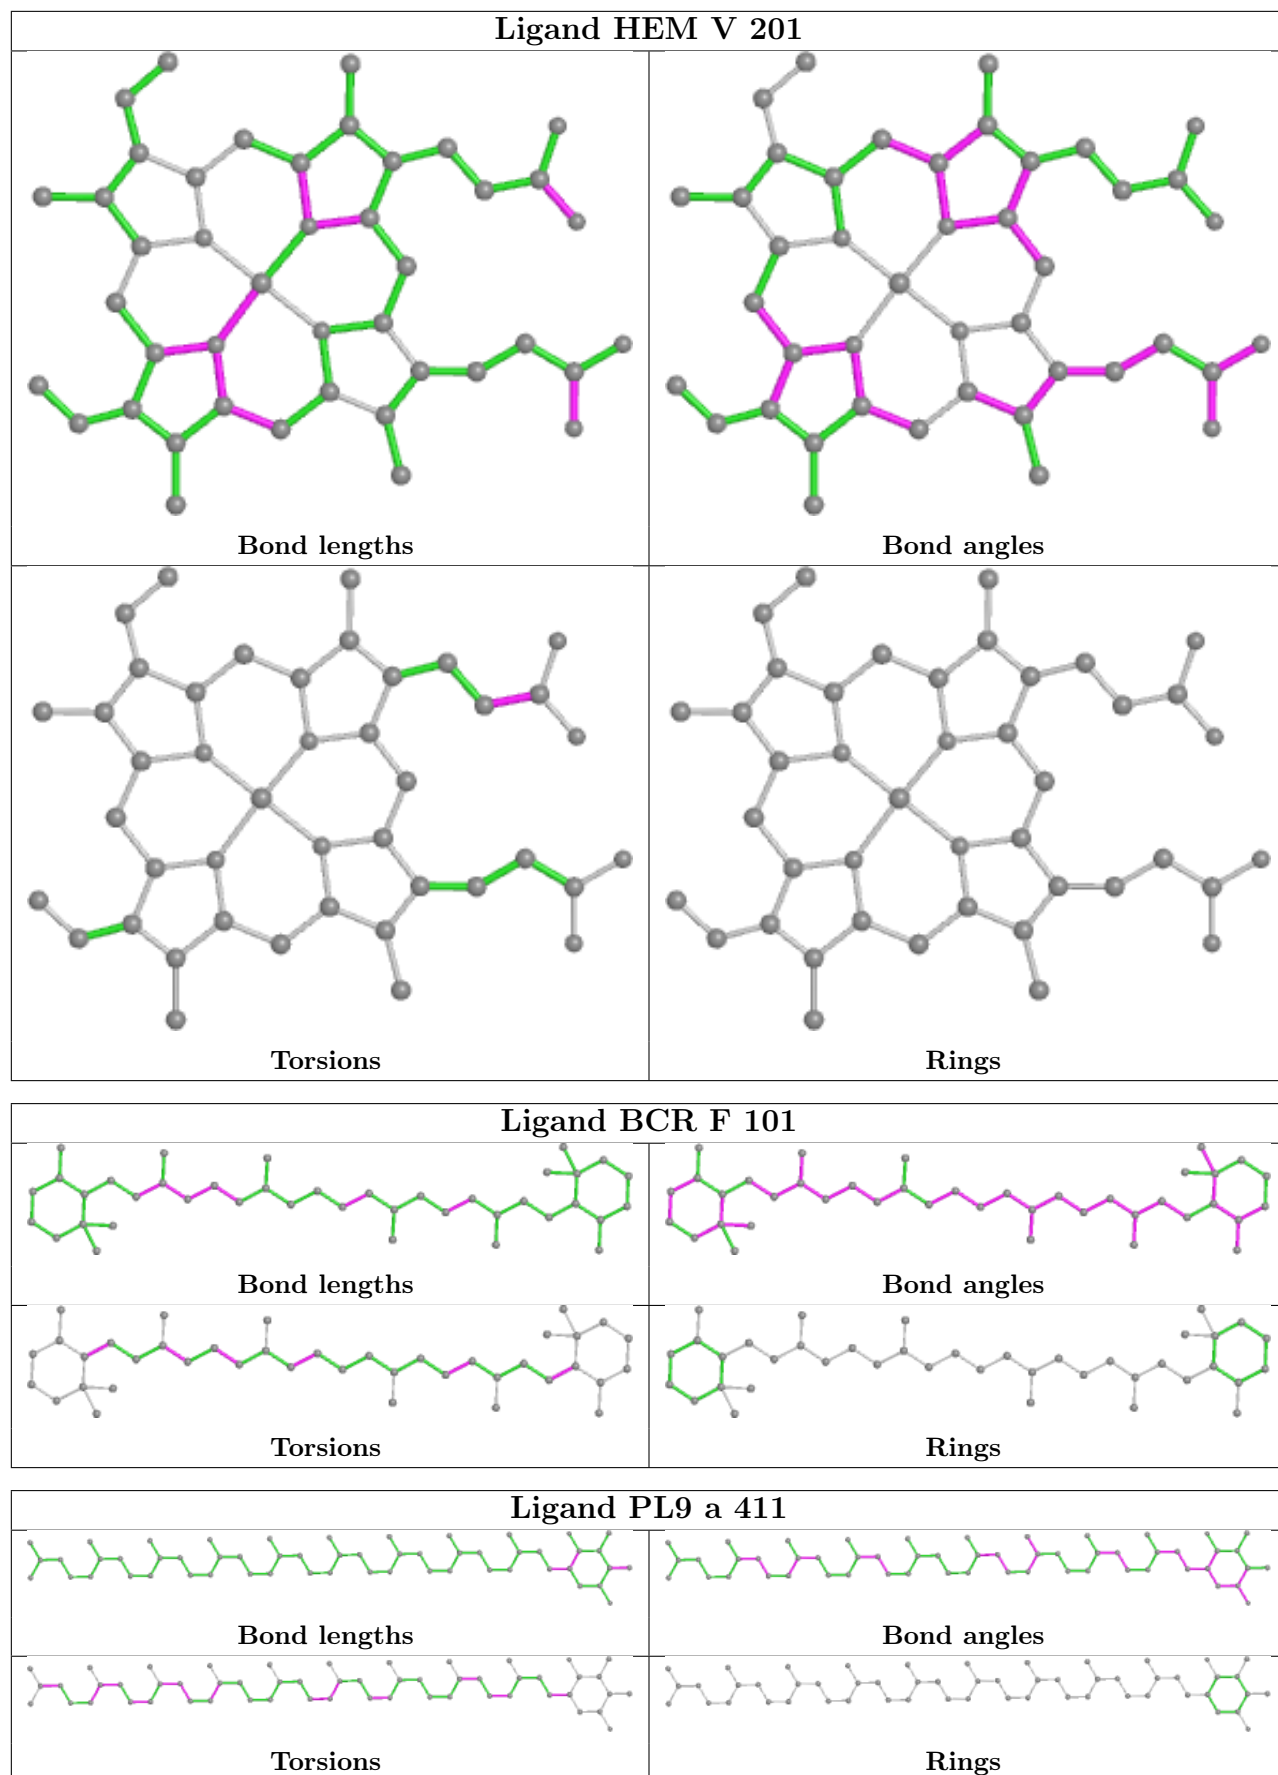 Ligand HEM V 201
Bond lengths
Bond angles
Torsions
Rings
Ligand BCR F 101
Bond lengths
Bond angles
Torsions
Rings
Ligand PL9 a 411
Bond lengths
Bond angles
Torsions
Rings